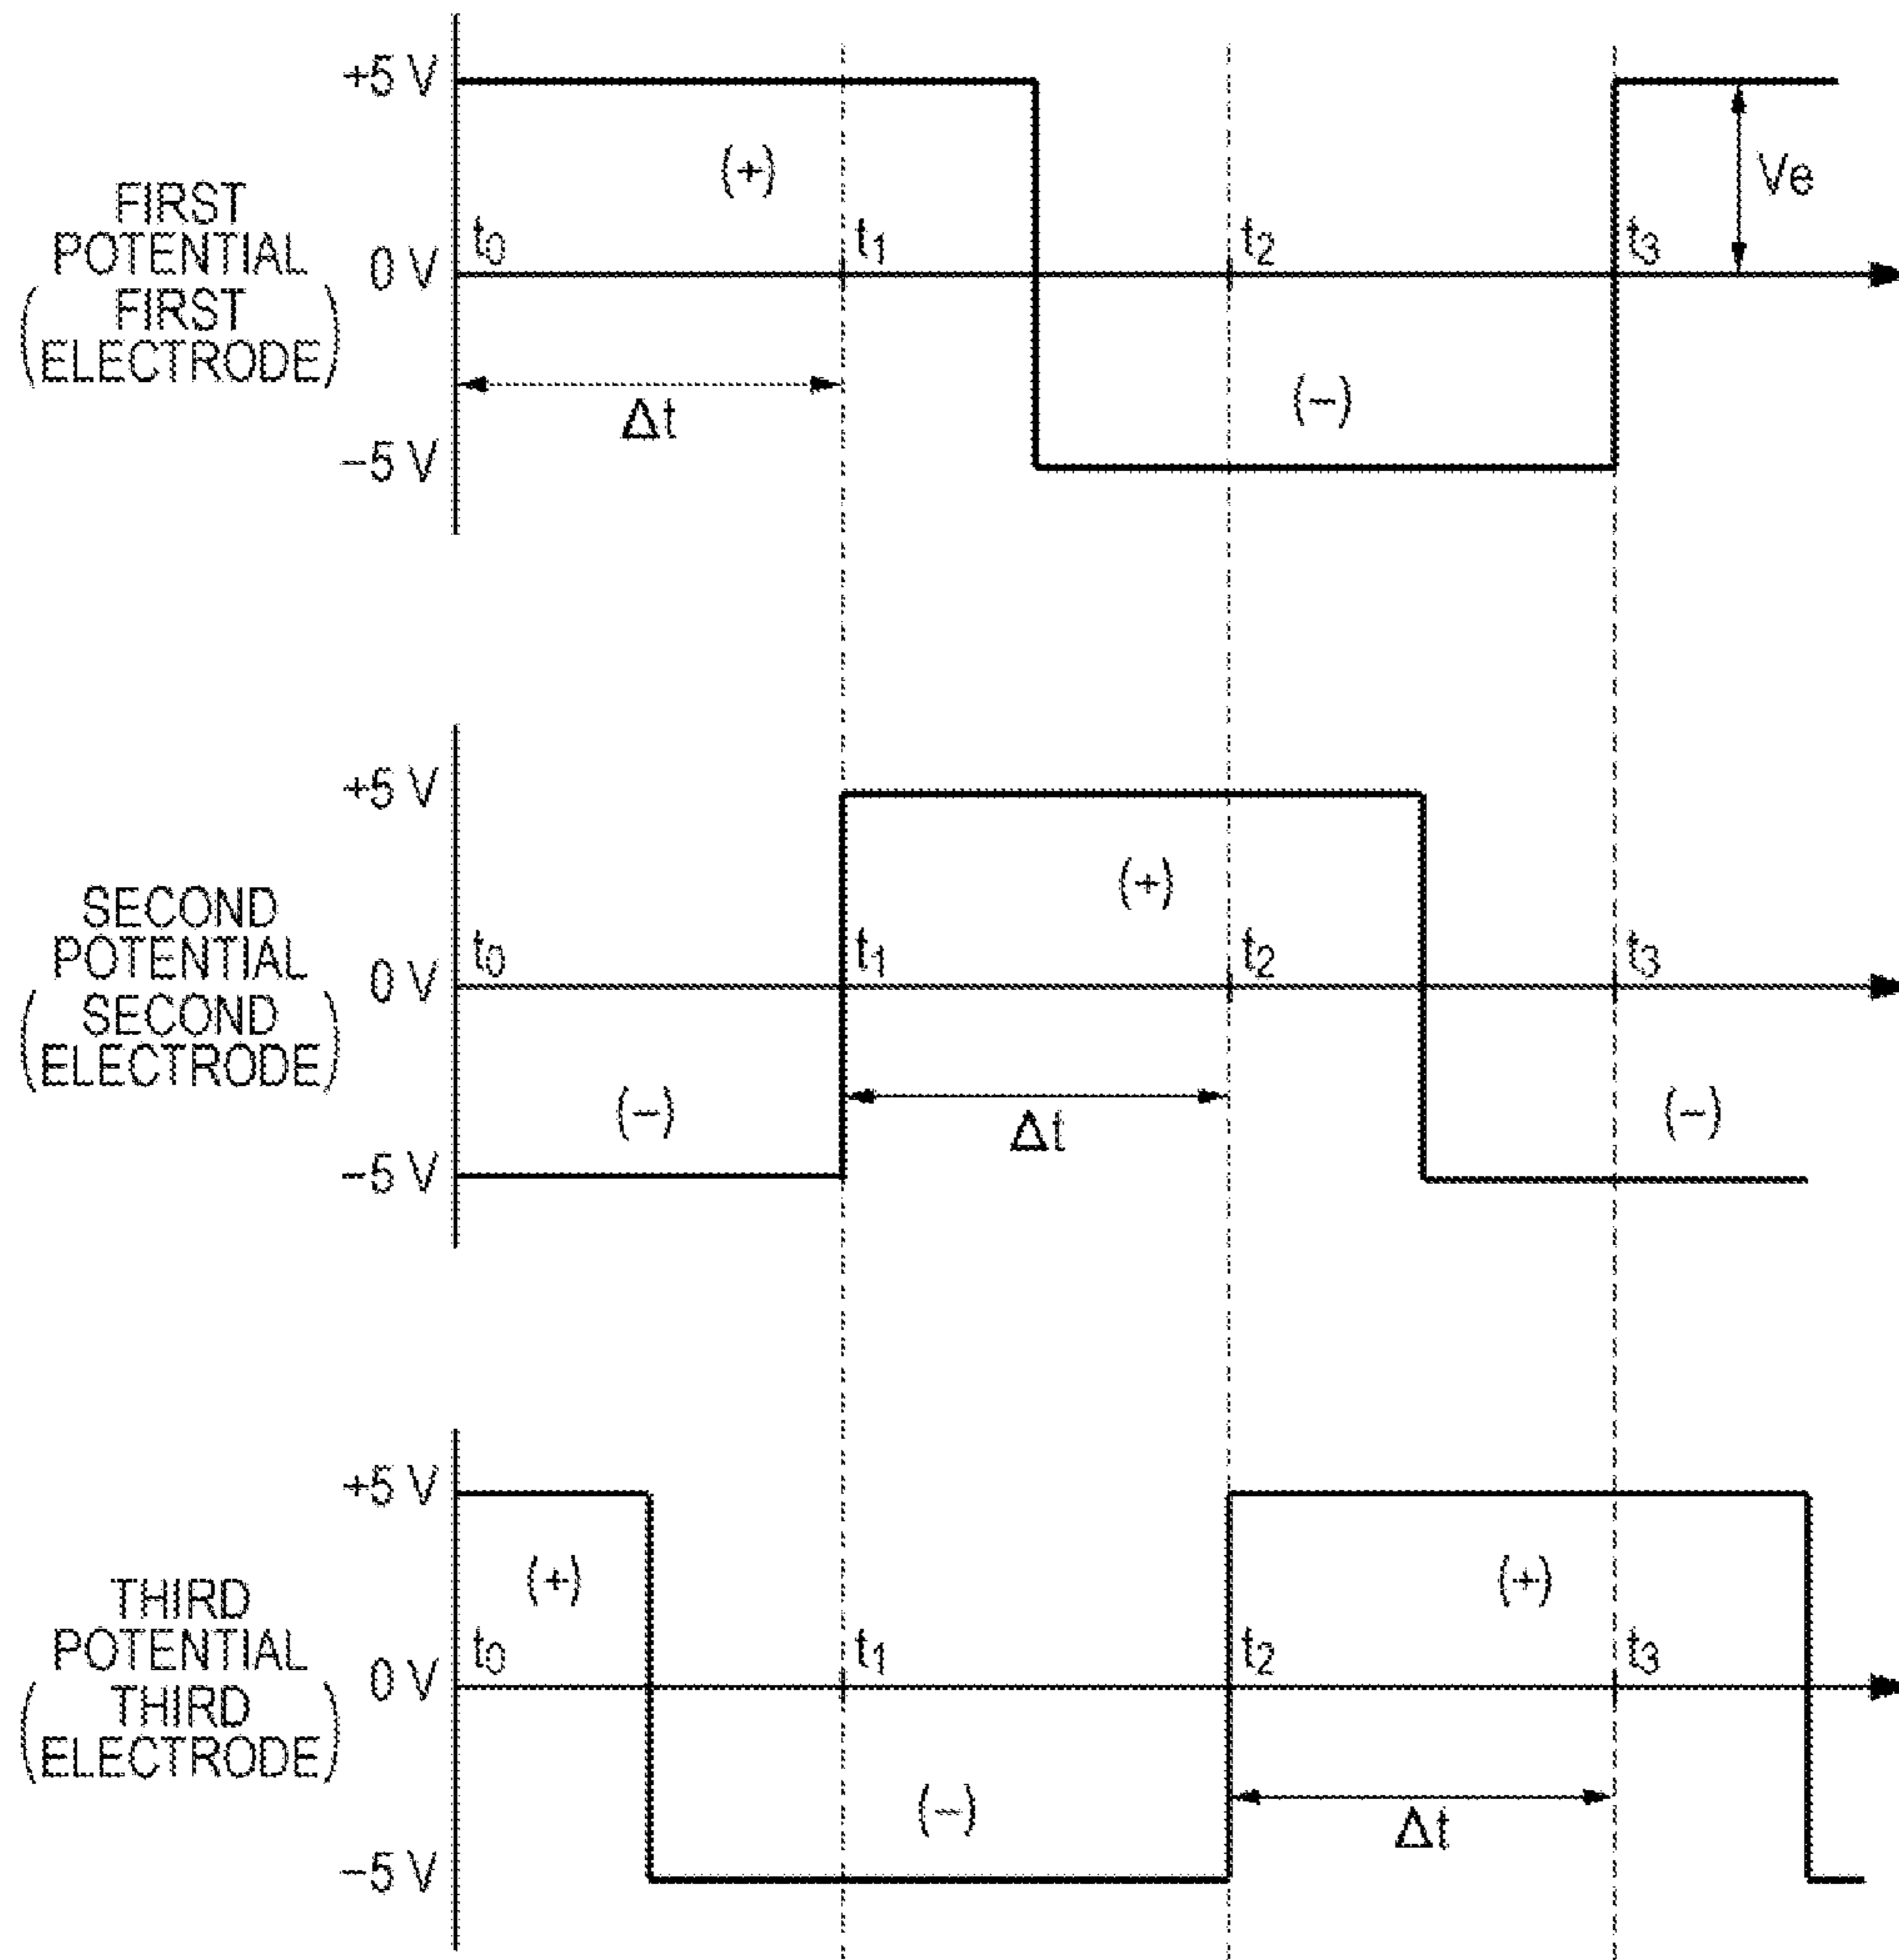 +5 V
(+)
Ve
FIRST
POTENTIAL
(FIRST
ELECTRODE)
0 V
t₀
t₁
t₂
t₃
Δt
(−)
−5 V
+5 V
(+)
SECOND
POTENTIAL
(SECOND
ELECTRODE)
0 V
t₀
t₁
t₂
t₃
(−)
Δt
(−)
−5 V
+5 V
(+)
(+)
THIRD
POTENTIAL
(THIRD
ELECTRODE)
0 V
t₀
t₁
t₂
t₃
(−)
Δt
−5 V